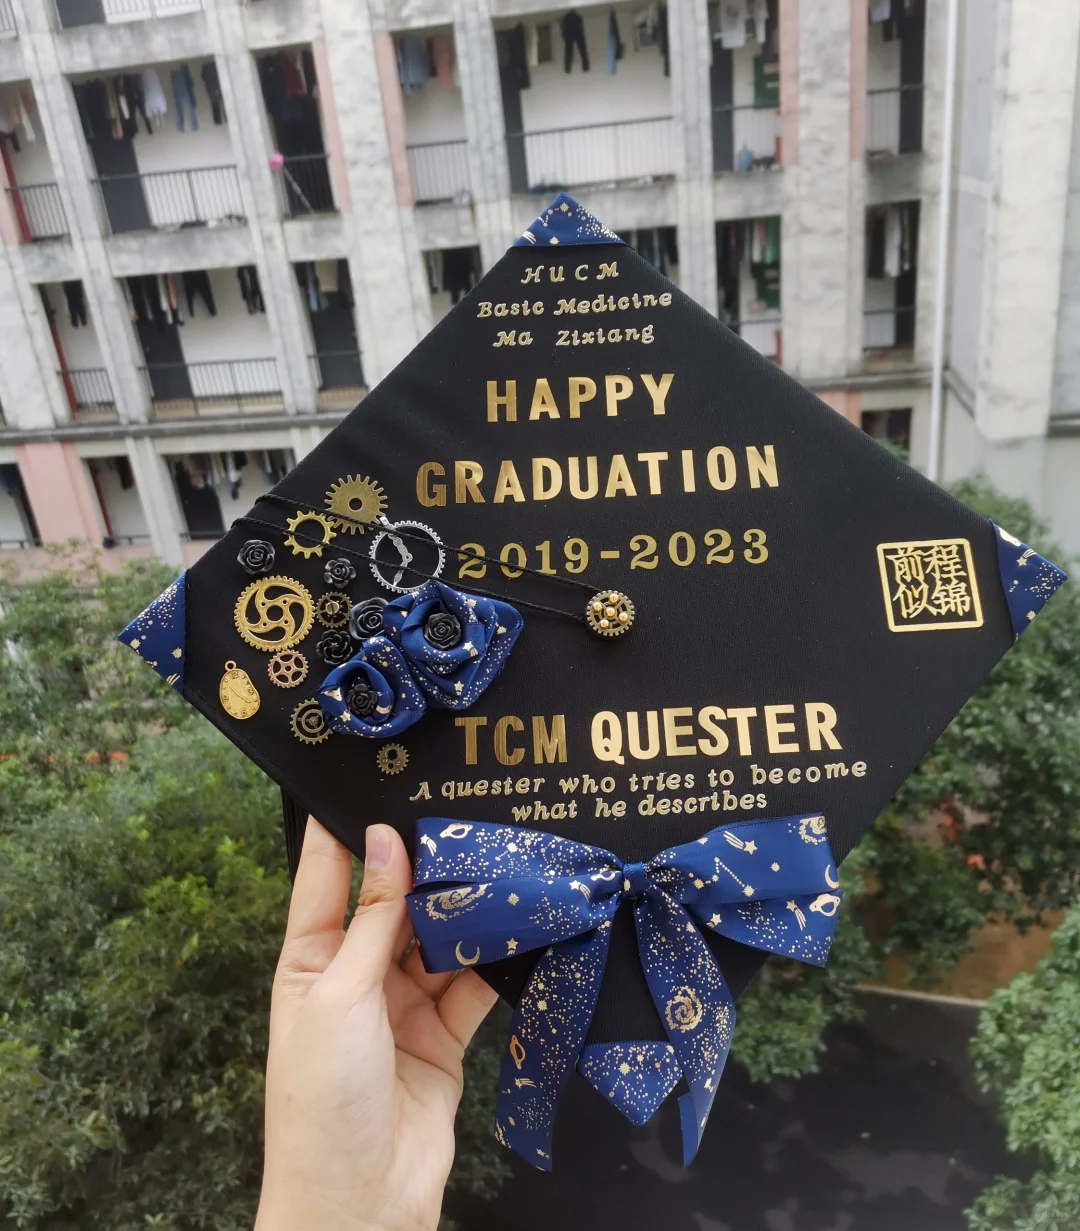 HUCM
Basic Medicine
Ma Zixiang
HAPPY
GRADUATION
2019-2023
前程
似锦
TCM QUESTER
A quester who tries to become
what he describes